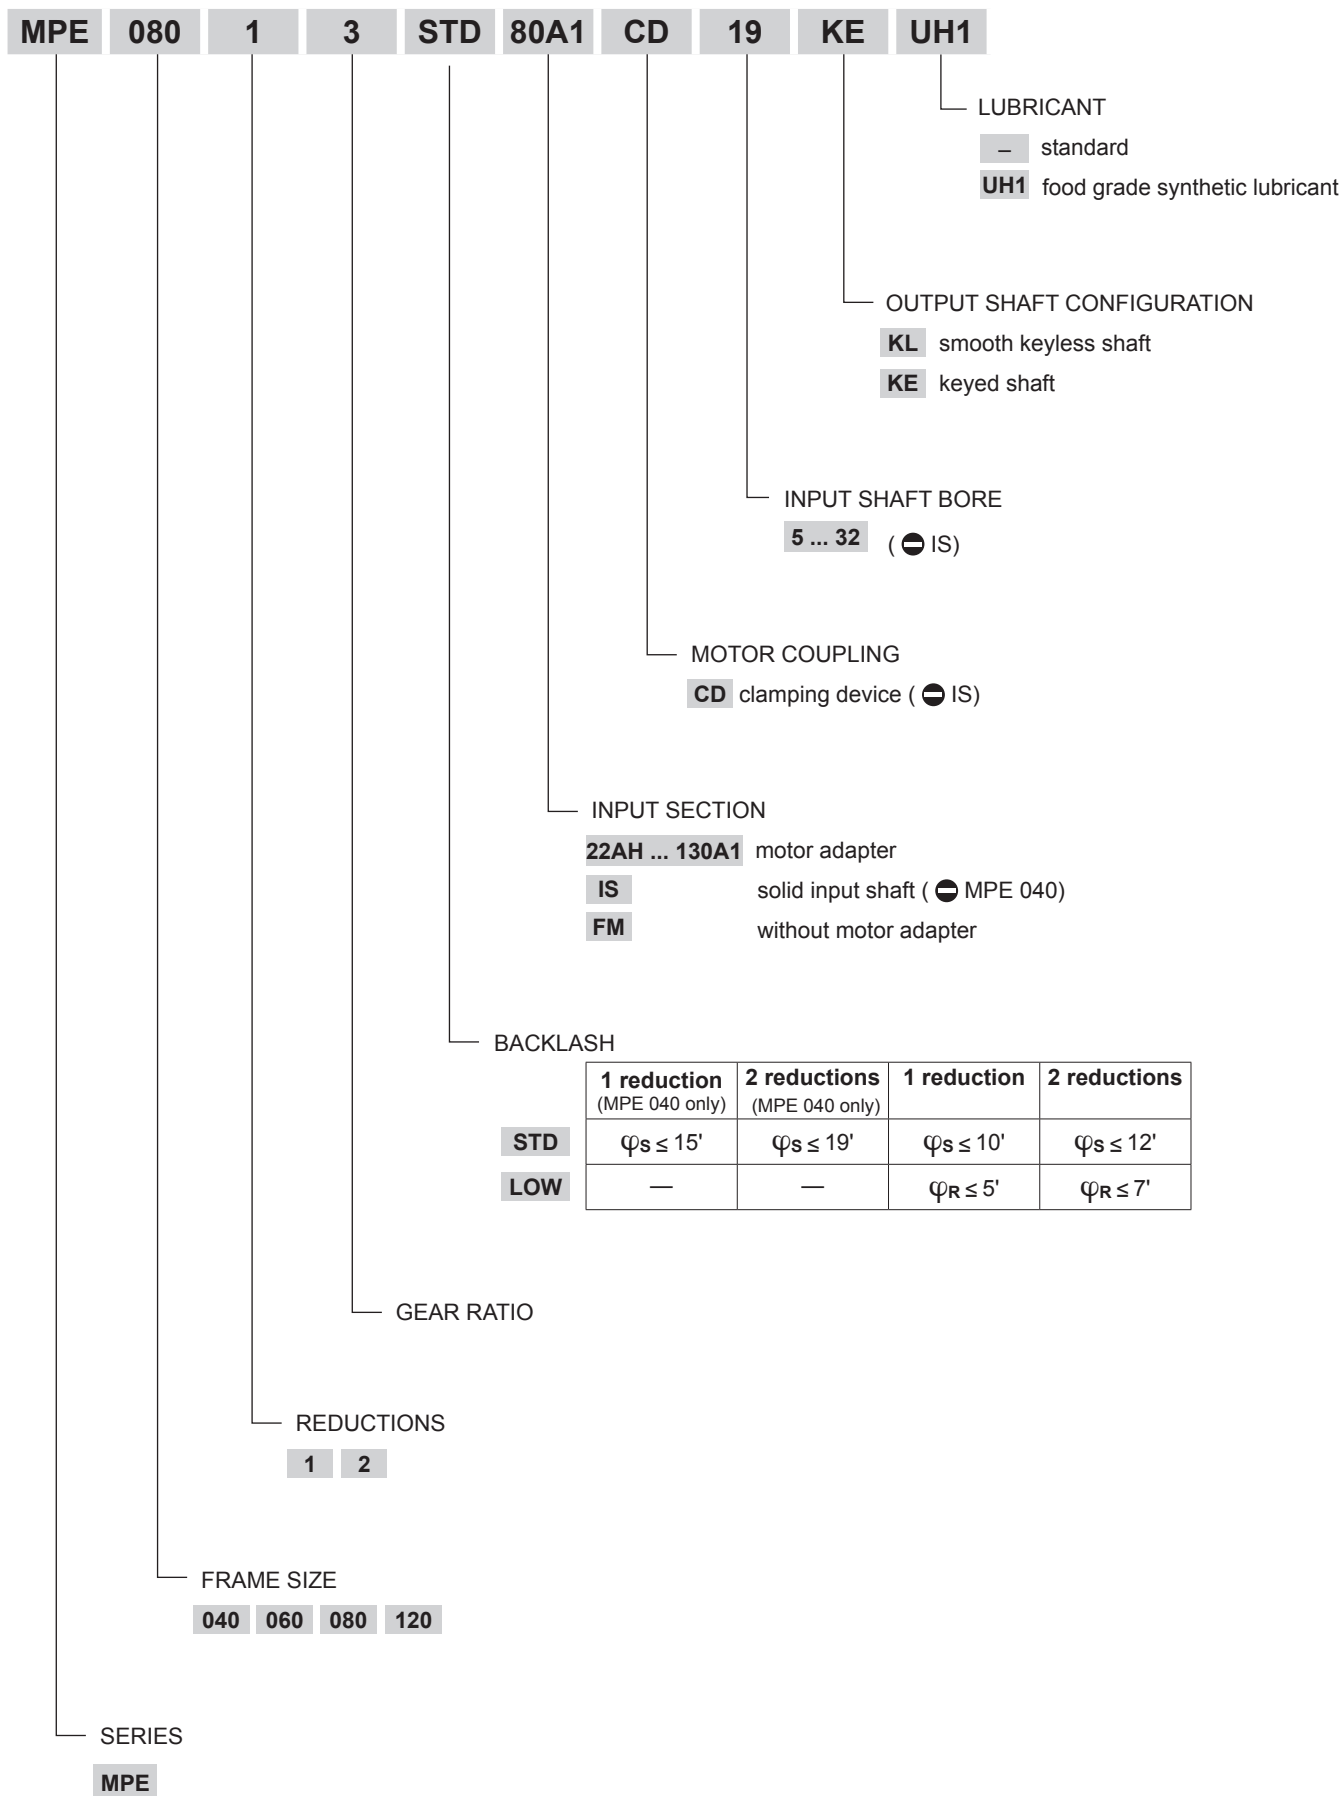 MPE 080 1 3 STD 80A1 CD 19 KE UH1
LUBRICANT
– standard
UH1 food grade synthetic lubricant
OUTPUT SHAFT CONFIGURATION
KL smooth keyless shaft
KE keyed shaft
INPUT SHAFT BORE
5 ... 32 ( ⛔ IS)
MOTOR COUPLING
CD clamping device ( ⛔ IS)
INPUT SECTION
22AH ... 130A1 motor adapter
IS solid input shaft ( ⛔ MPE 040)
FM without motor adapter
BACKLASH
1 reduction 2 reductions 1 reduction 2 reductions
(MPE 040 only) (MPE 040 only)
STD φS ≤ 15' φS ≤ 19' φS ≤ 10' φS ≤ 12'
LOW — — φR ≤ 5' φR ≤ 7'
GEAR RATIO
REDUCTIONS
1 2
FRAME SIZE
040 060 080 120
SERIES
MPE